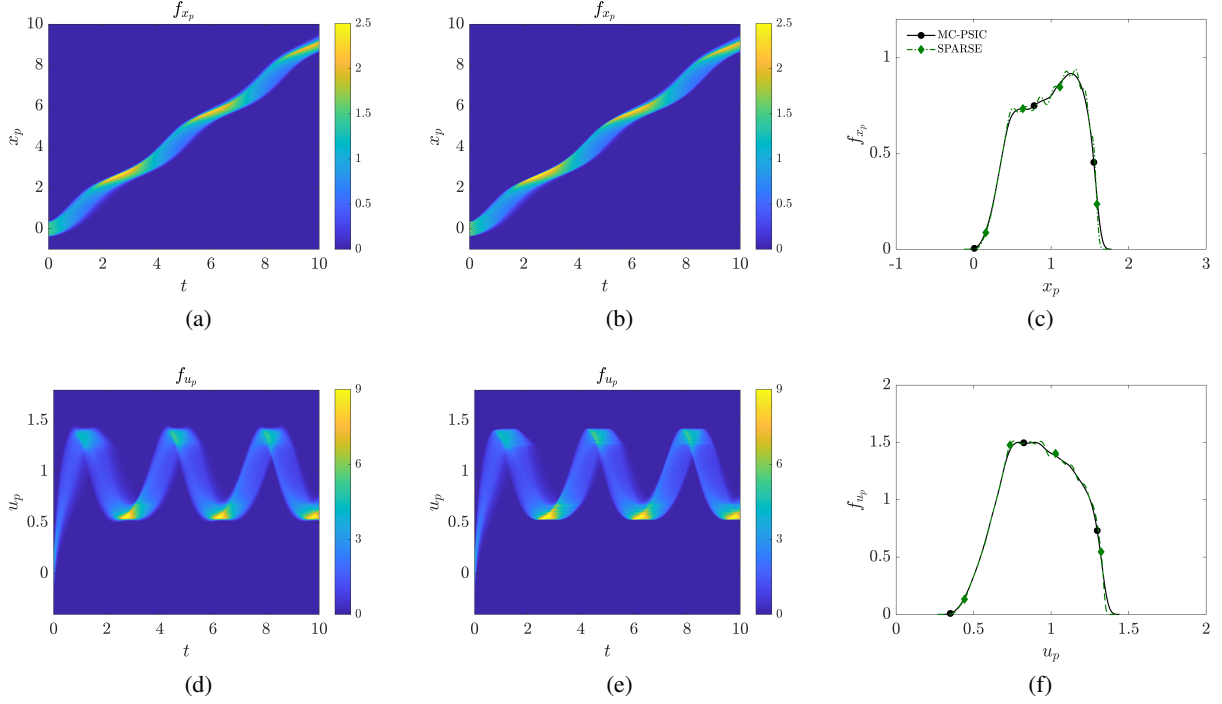 f_{x_p}
10
8
6
4
2
0
x_p
0 2 4 6 8 10
t
2.5
2
1.5
1
0.5
0
(a)
f_{x_p}
10
8
6
4
2
0
x_p
0 2 4 6 8 10
t
2.5
2
1.5
1
0.5
0
(b)
MC-PSIC
SPARSE
1
0.5
0
f_{x_p}
-1 0 1 2 3
x_p
(c)
f_{u_p}
1.5
1
0.5
0
u_p
0 2 4 6 8 10
t
9
6
3
0
(d)
f_{u_p}
1.5
1
0.5
0
u_p
0 2 4 6 8 10
t
9
6
3
0
(e)
2
1.5
1
0.5
0
f_{u_p}
0 0.5 1 1.5 2
u_p
(f)